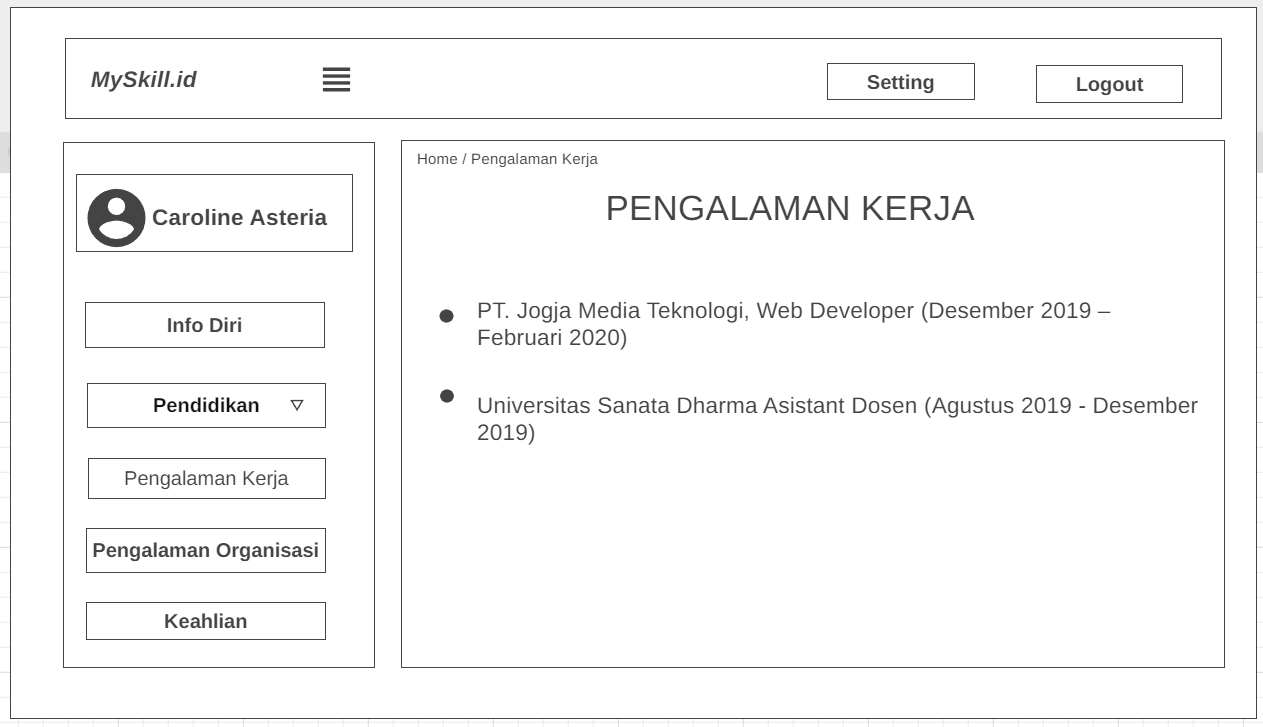 MySkill.id
Setting
Logout
Caroline Asteria
Info Diri
Pendidikan
Pengalaman Kerja
Pengalaman Organisasi
Keahlian
Home / Pengalaman Kerja
PENGALAMAN KERJA
PT. Jogja Media Teknologi, Web Developer (Desember 2019 –
Februari 2020)
Universitas Sanata Dharma Asistant Dosen (Agustus 2019 - Desember
2019)